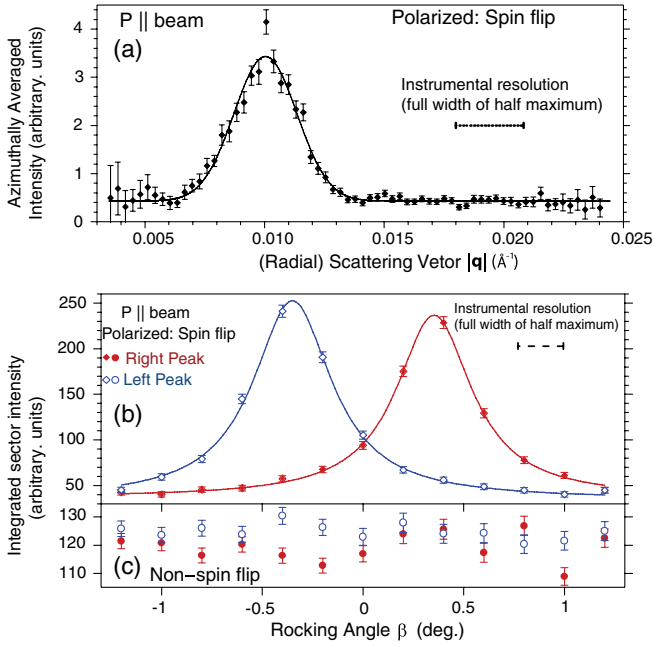 P || beam
Polarized: Spin flip
(a)
Instrumental resolution
(full width of half maximum)
Azimuthally Averaged
Intensity (arbitrary. units)
4
3
2
1
0
0.005
0.010
0.015
0.020
0.025
(Radial) Scattering Vetor |q| (Å⁻¹)
P || beam
Polarized: Spin flip
Right Peak
Left Peak
Instrumental resolution
(full width of half maximum)
(b)
Integrated sector intensity
(arbitrary. units)
250
200
150
100
50
130
120
110
(c)
Non−spin flip
-1
-0.5
0
0.5
1
Rocking Angle β (deg.)